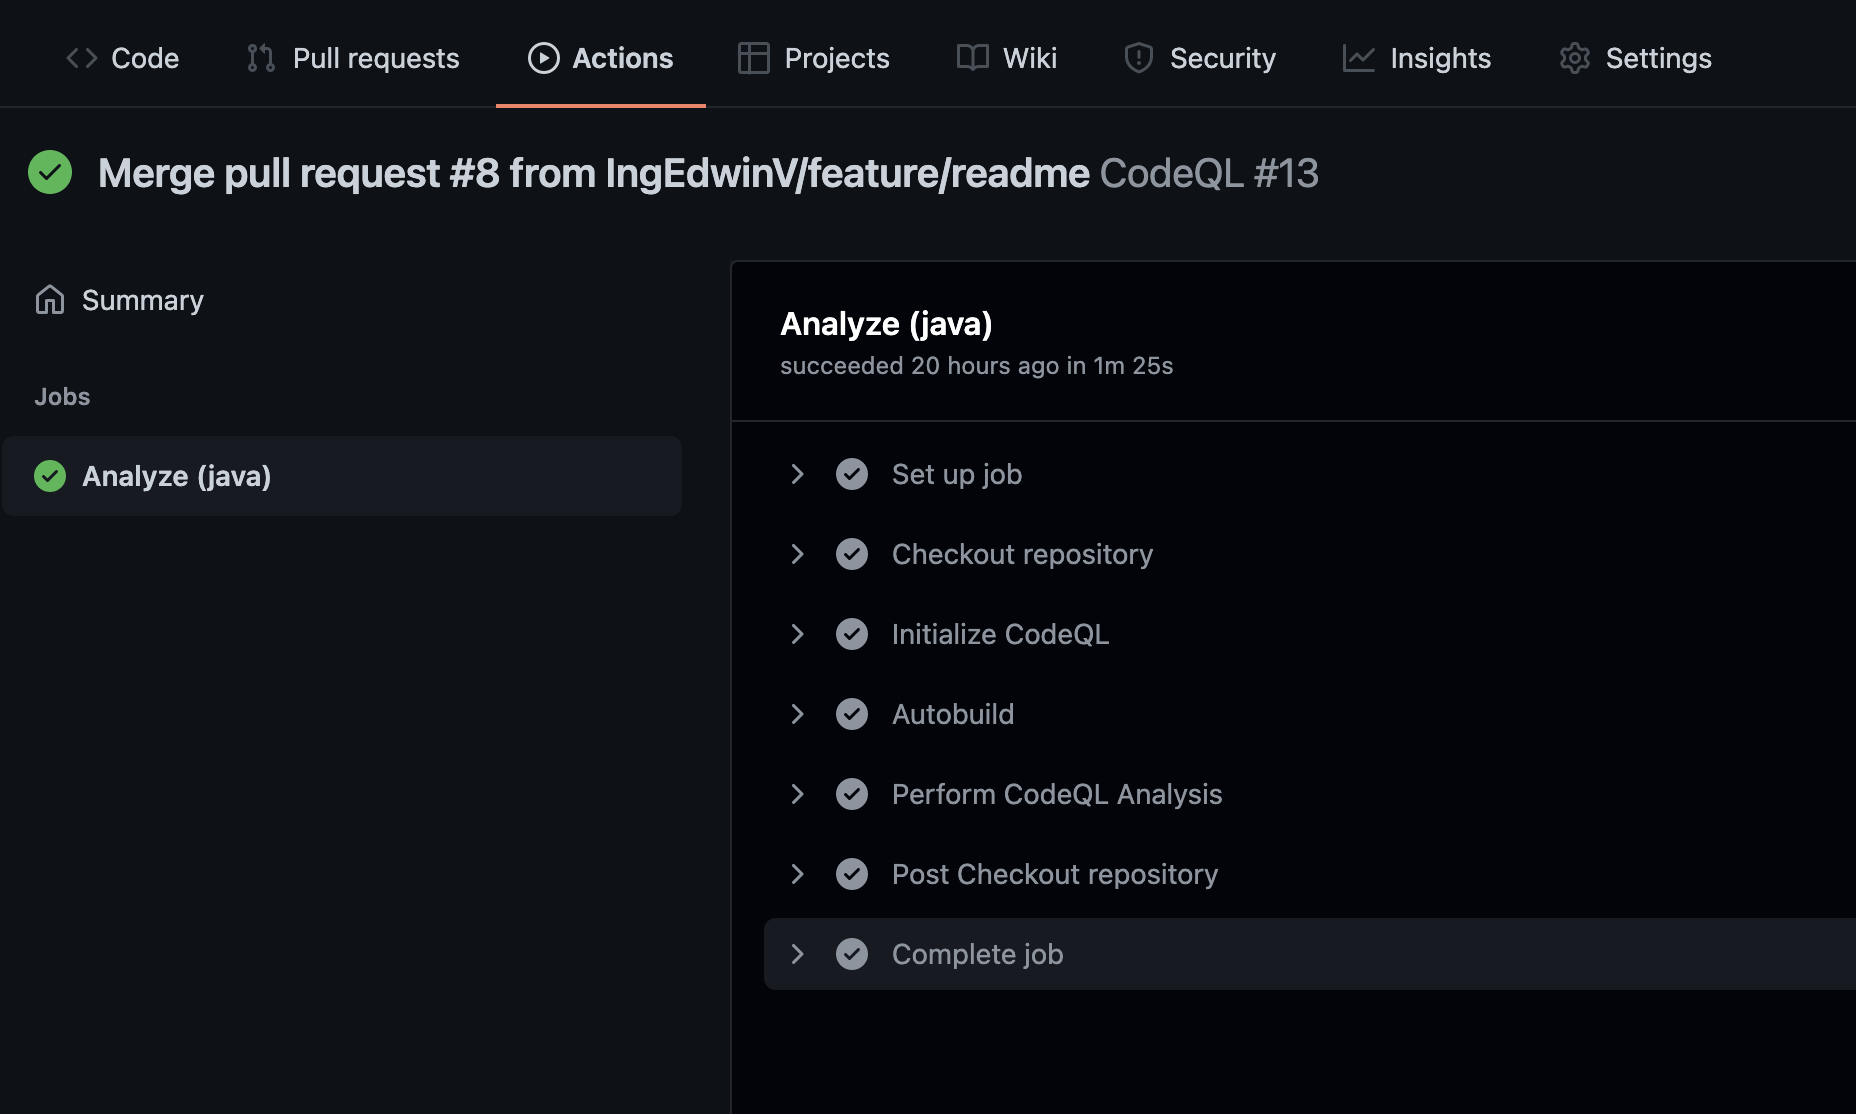 Code Pull requests Actions Projects Wiki Security Insights Settings
Merge pull request #8 from IngEdwinV/feature/readme CodeQL #13
Summary
Jobs
Analyze (java)
Analyze (java)
succeeded 20 hours ago in 1m 25s
Set up job
Checkout repository
Initialize CodeQL
Autobuild
Perform CodeQL Analysis
Post Checkout repository
Complete job